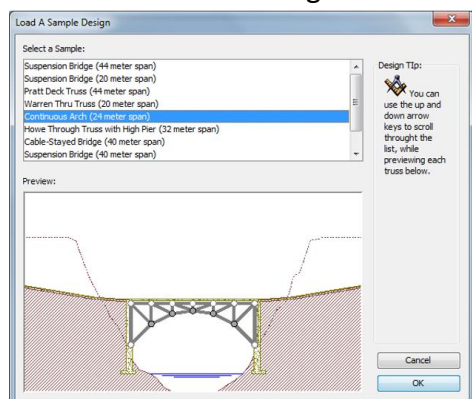 Load A Sample Design
Select a Sample:
Suspension Bridge (44 meter span)
Suspension Bridge (20 meter span)
Pratt Deck Truss (44 meter span)
Warren Thru Truss (20 meter span)
Continuous Arch (24 meter span)
Howe Through Truss with High Pier (32 meter span)
Cable-Stayed Bridge (40 meter span)
Suspension Bridge (40 meter span)
Design TIp:
You can
use the up and
down arrow
keys to scroll
throught the
list, while
previewing each
truss below.
Preview:
Cancel
OK